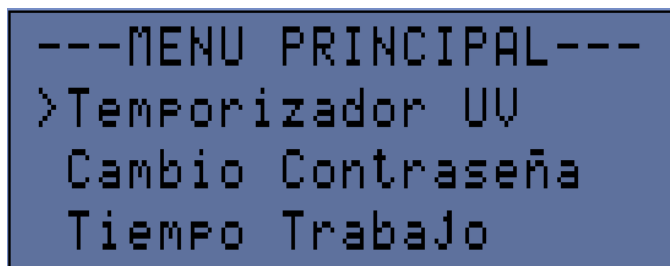 ---MENU PRINCIPAL---
>Temporizador UV
Cambio Contraseña
Tiempo Trabajo